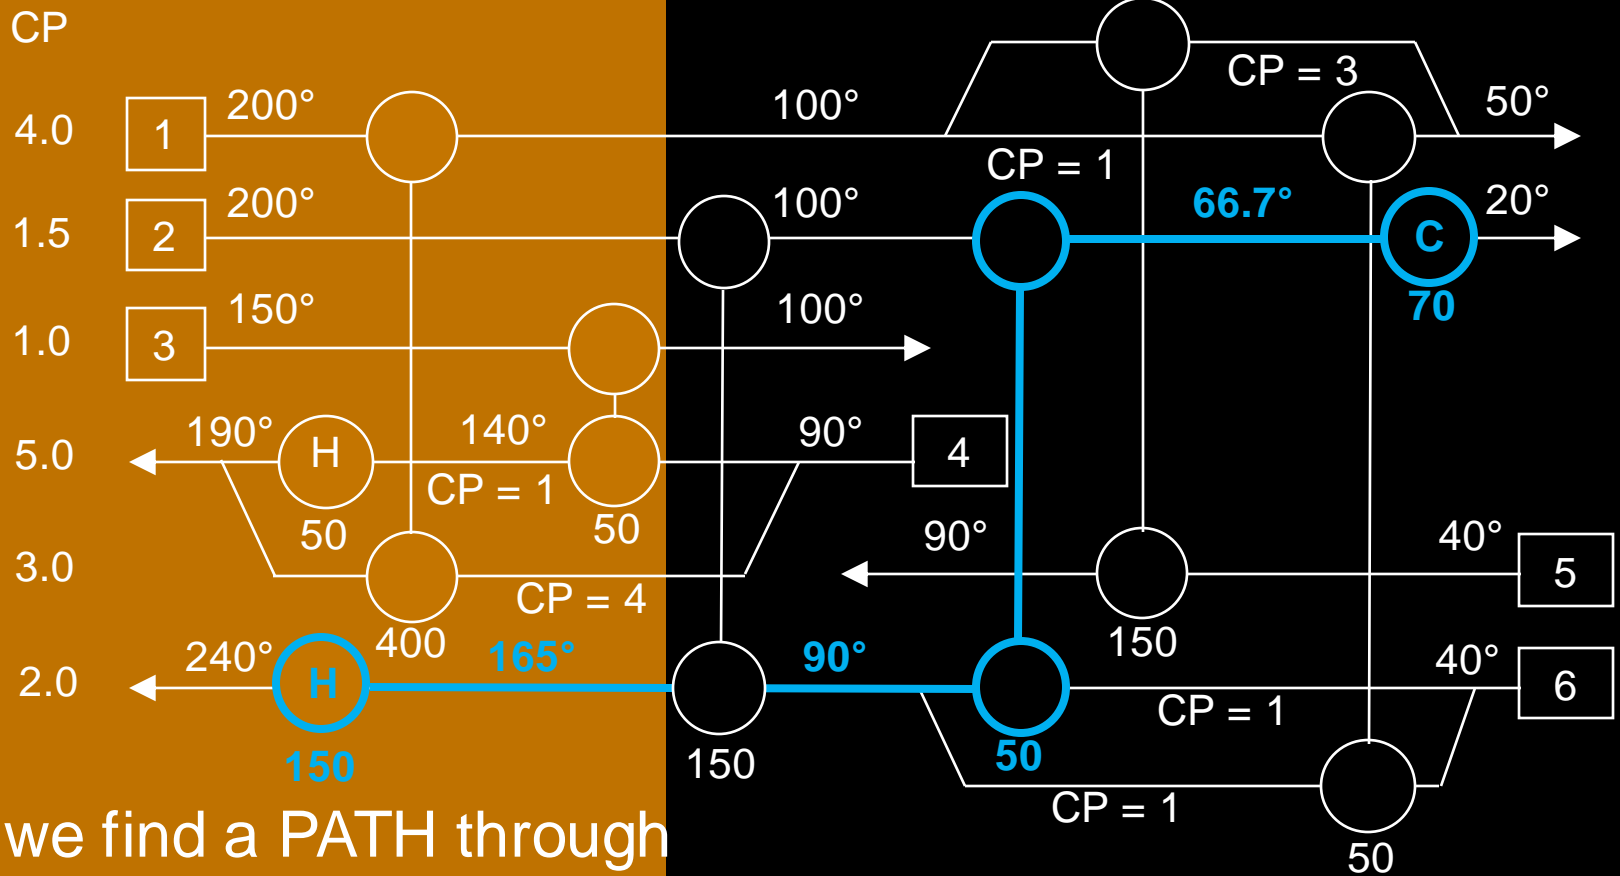 CP
CP = 3
4.0 1 200° 100° 50°
CP = 1
1.5 2 200° 100° 66.7° C 20°
70
1.0 3 150° 100°
5.0 190° H 140° 90° 4
CP = 1
50 50
90° 40° 5
3.0
CP = 4
400 150
2.0 240° H 165° 90° 40° 6
CP = 1
150 150 50
CP = 1
we find a PATH through
50